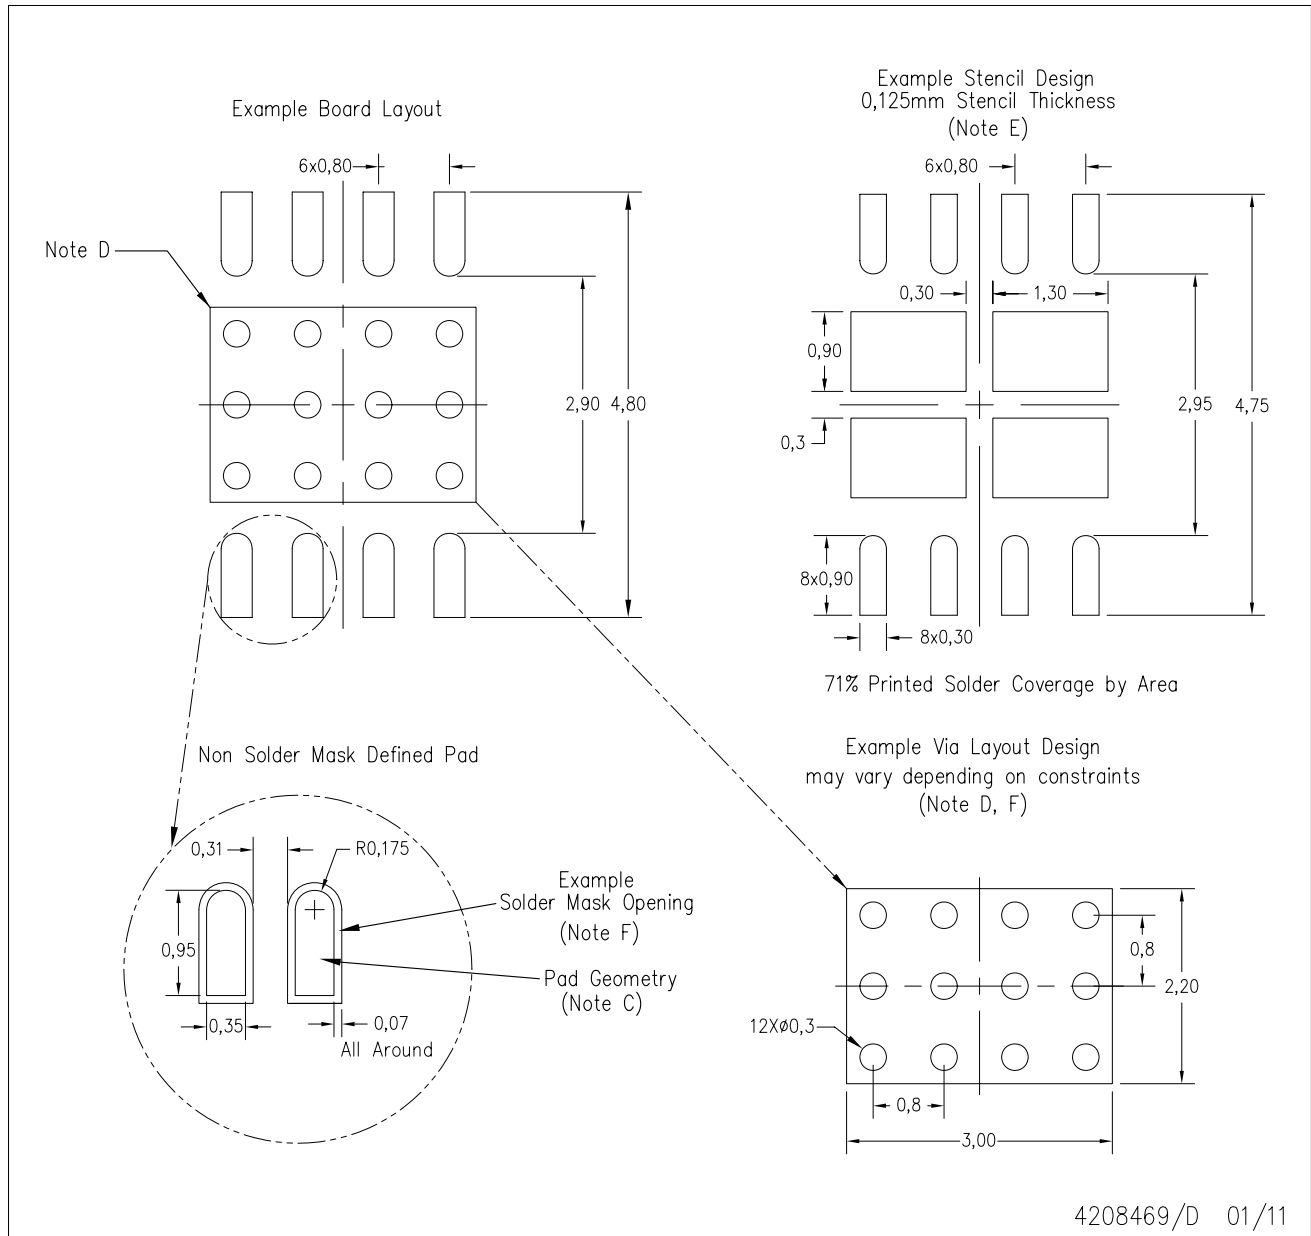 Example Board Layout
6x0,80
Note D
2,90
4,80
Example Stencil Design
0,125mm Stencil Thickness
(Note E)
6x0,80
0,30
1,30
0,90
0,3
2,95
4,75
8x0,90
8x0,30
71% Printed Solder Coverage by Area
Non Solder Mask Defined Pad
0,31
R0,175
Example
Solder Mask Opening
(Note F)
0,95
Pad Geometry
(Note C)
0,35
0,07
All Around
Example Via Layout Design
may vary depending on constraints
(Note D, F)
0,8
2,20
12XØ0,3
0,8
3,00
4208469/D 01/11